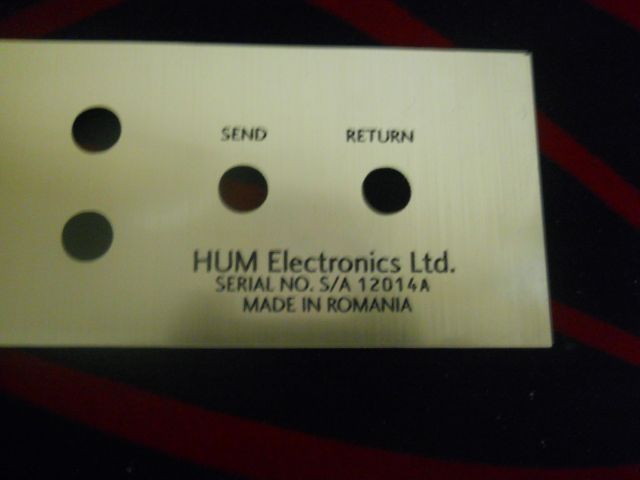 SEND RETURN
HUM Electronics Ltd.
SERIAL NO. S/A 12014A
MADE IN ROMANIA